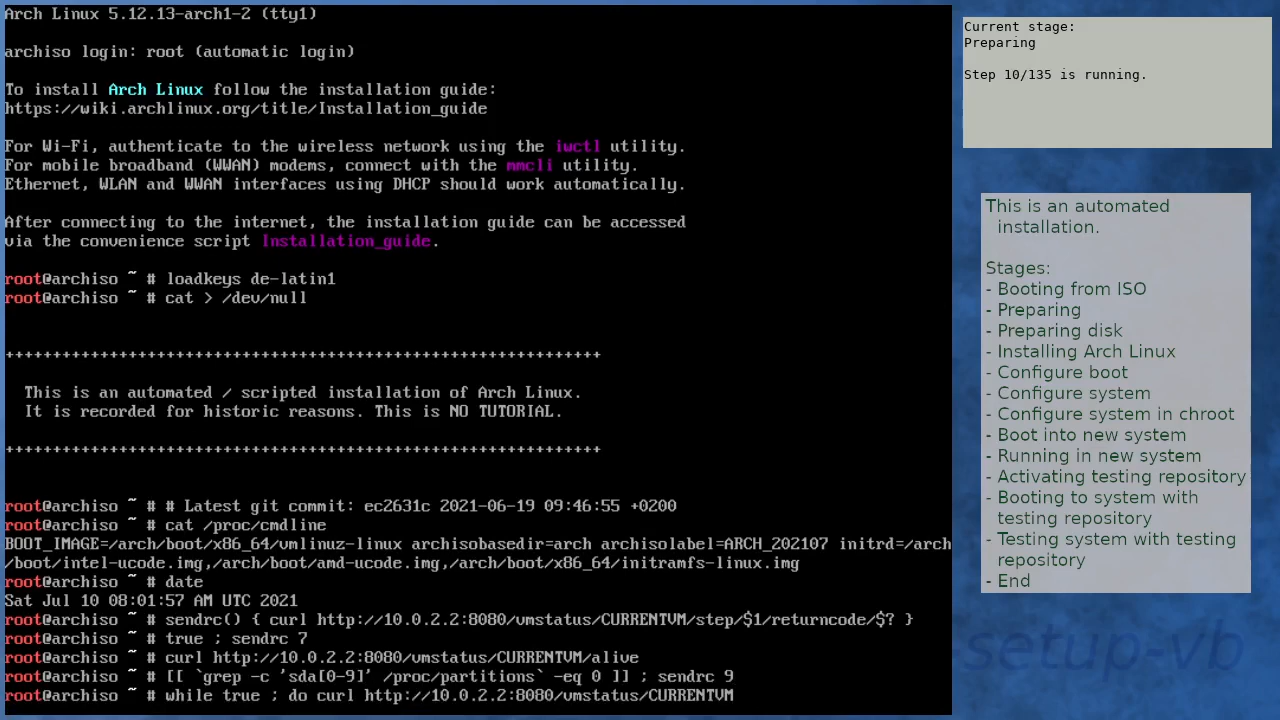 Arch Linux 5.12.13-arch1-2 (tty1)
archiso login: root (automatic login)
To install Arch Linux follow the installation guide:
https://wiki.archlinux.org/title/Installation_guide
For Wi-Fi, authenticate to the wireless network using the iwctl utility.
For mobile broadband (WWAN) modems, connect with the mmcli utility.
Ethernet, WLAN and WWAN interfaces using DHCP should work automatically.
After connecting to the internet, the installation guide can be accessed
via the convenience script Installation_guide.
root@archiso ~ # loadkeys de-latin1
root@archiso ~ # cat > /dev/null
+++++++++++++++++++++++++++++++++++++++++++++++++++++++++++++++
This is an automated / scripted installation of Arch Linux.
It is recorded for historic reasons. This is NO TUTORIAL.
+++++++++++++++++++++++++++++++++++++++++++++++++++++++++++++++
root@archiso ~ # # Latest git commit: ec2631c 2021-06-19 09:46:55 +0200
root@archiso ~ # cat /proc/cmdline
BOOT_IMAGE=/arch/boot/x86_64/vmlinuz-linux archisobasedir=arch archisolabel=ARCH_202107 initrd=/arch
/boot/intel-ucode.img,/arch/boot/amd-ucode.img,/arch/boot/x86_64/initramfs-linux.img
root@archiso ~ # date
Sat Jul 10 08:01:57 AM UTC 2021
root@archiso ~ # sendrc() { curl http://10.0.2.2:8080/vmstatus/CURRENTVM/step/$1/returncode/$? }
root@archiso ~ # true ; sendrc 7
root@archiso ~ # curl http://10.0.2.2:8080/vmstatus/CURRENTVM/alive
root@archiso ~ # [[ `grep -c 'sda[0-9]' /proc/partitions` -eq 0 ]] ; sendrc 9
root@archiso ~ # while true ; do curl http://10.0.2.2:8080/vmstatus/CURRENTVM
Current stage:
Preparing
Step 10/135 is running.
This is an automated
installation.
Stages:
- Booting from ISO
- Preparing
- Preparing disk
- Installing Arch Linux
- Configure boot
- Configure system
- Configure system in chroot
- Boot into new system
- Running in new system
- Activating testing repository
- Booting to system with
testing repository
- Testing system with testing
repository
- End
setup-vb